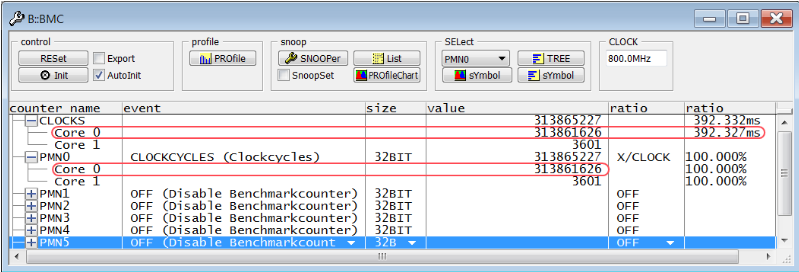 B::BMC
control
profile
snoop
SELect
CLOCK
RESet
Export
PROfile
SNOOPer
List
PMN0
TREE
800.0MHz
Init
AutoInit
SnoopSet
PROfileChart
sYmbol
sYmbol
counter name event size value ratio ratio
CLOCKS 313865227 392.332ms
Core 0 313861626 392.327ms
Core 1 3601
PMN0 CLOCKCYCLES (Clockcycles) 32BIT 313865227 X/CLOCK 100.000%
Core 0 313861626 100.000%
Core 1 3601 100.000%
PMN1 OFF (Disable Benchmarkcounter) 32BIT OFF
PMN2 OFF (Disable Benchmarkcounter) 32BIT OFF
PMN3 OFF (Disable Benchmarkcounter) 32BIT OFF
PMN4 OFF (Disable Benchmarkcounter) 32BIT OFF
PMN5 OFF (Disable Benchmarkcount 32B OFF